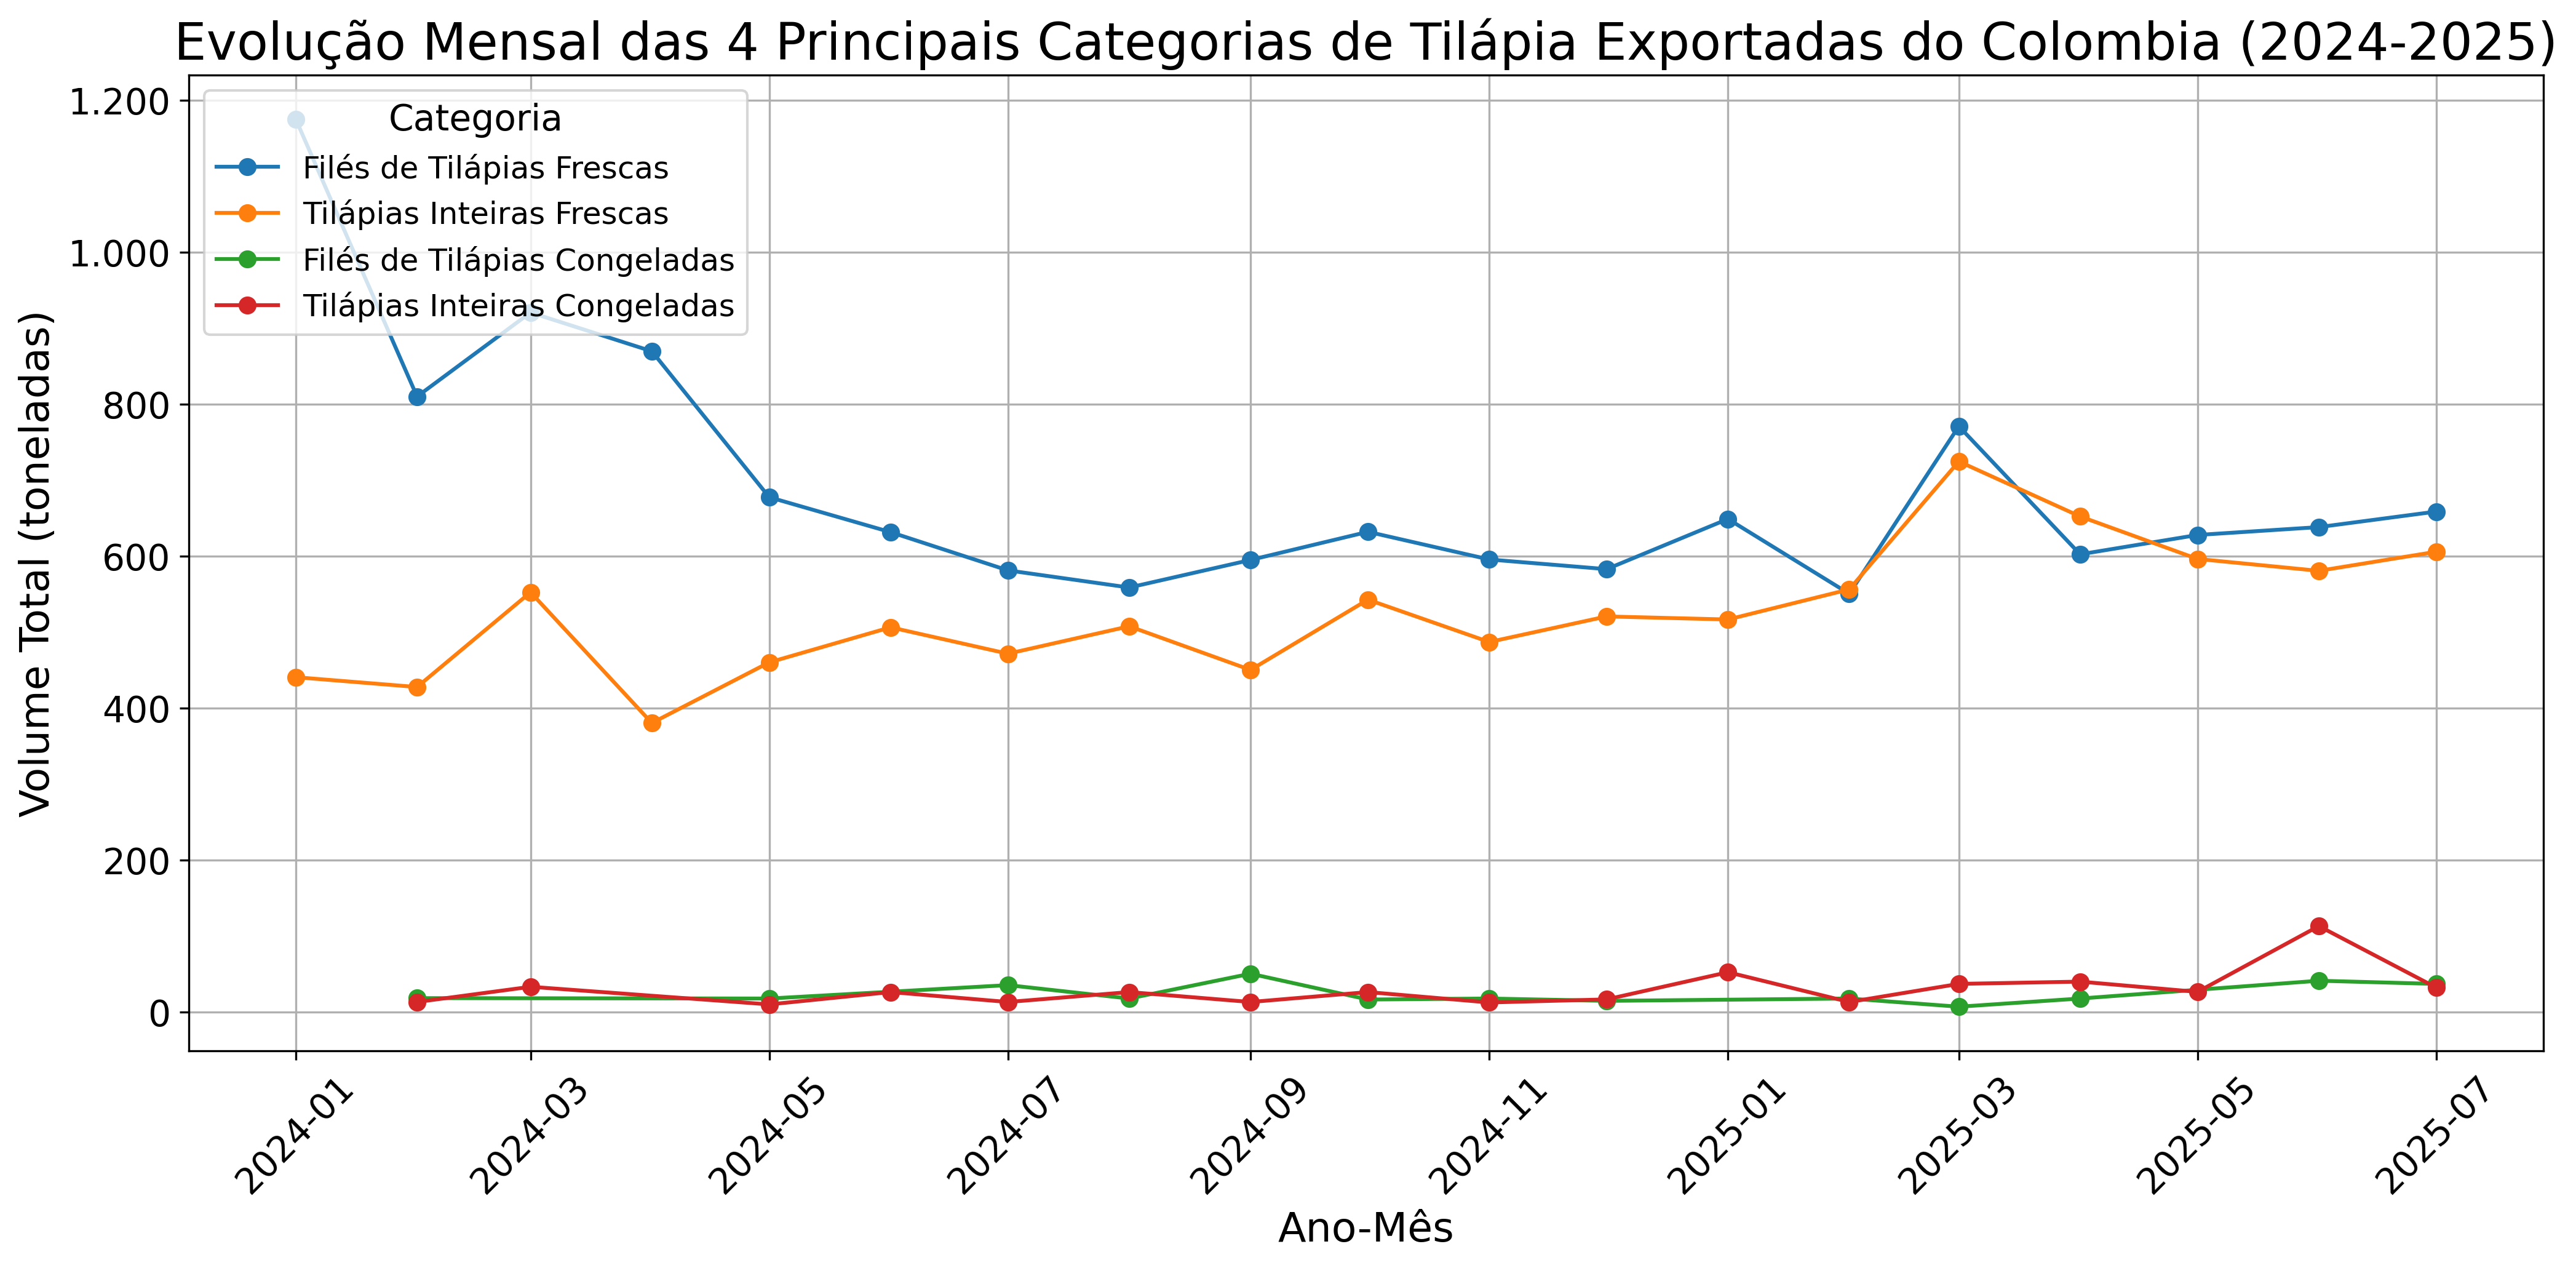 Evolução Mensal das 4 Principais Categorias de Tilápia Exportadas do Colombia (2024-2025)
Categoria
Filés de Tilápias Frescas
Tilápias Inteiras Frescas
Filés de Tilápias Congeladas
Tilápias Inteiras Congeladas
Volume Total (toneladas)
1.200
1.000
800
600
400
200
0
2024-01
2024-03
2024-05
2024-07
2024-09
2024-11
2025-01
2025-03
2025-05
2025-07
Ano-Mês